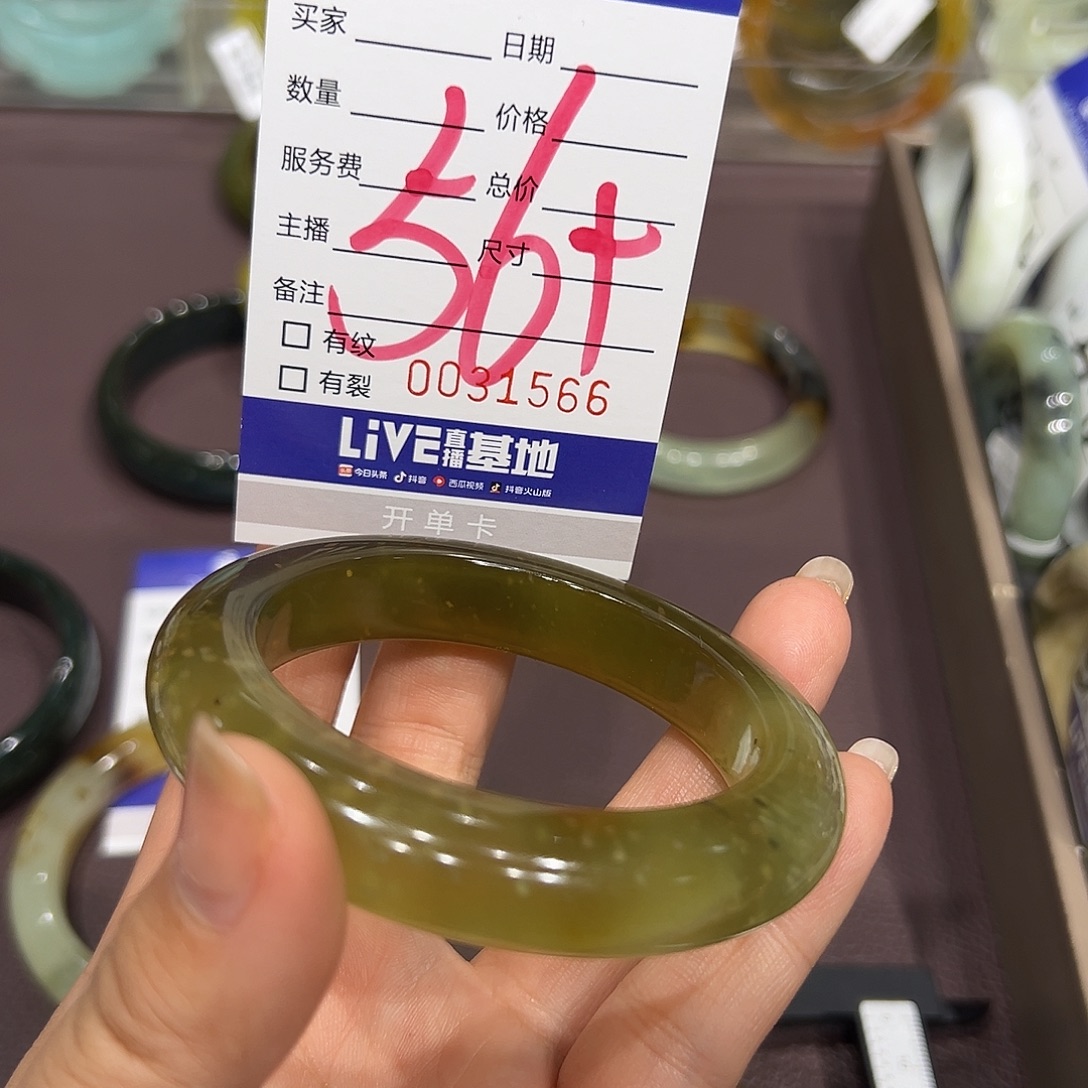 买家 日期
数量 价格
服务费 总价
主播 尺寸
备注
56+
□ 有纹
□ 有裂 0031566
LiVE直播基地
今日头条 抖音 西瓜视频 抖音火山版
开单卡